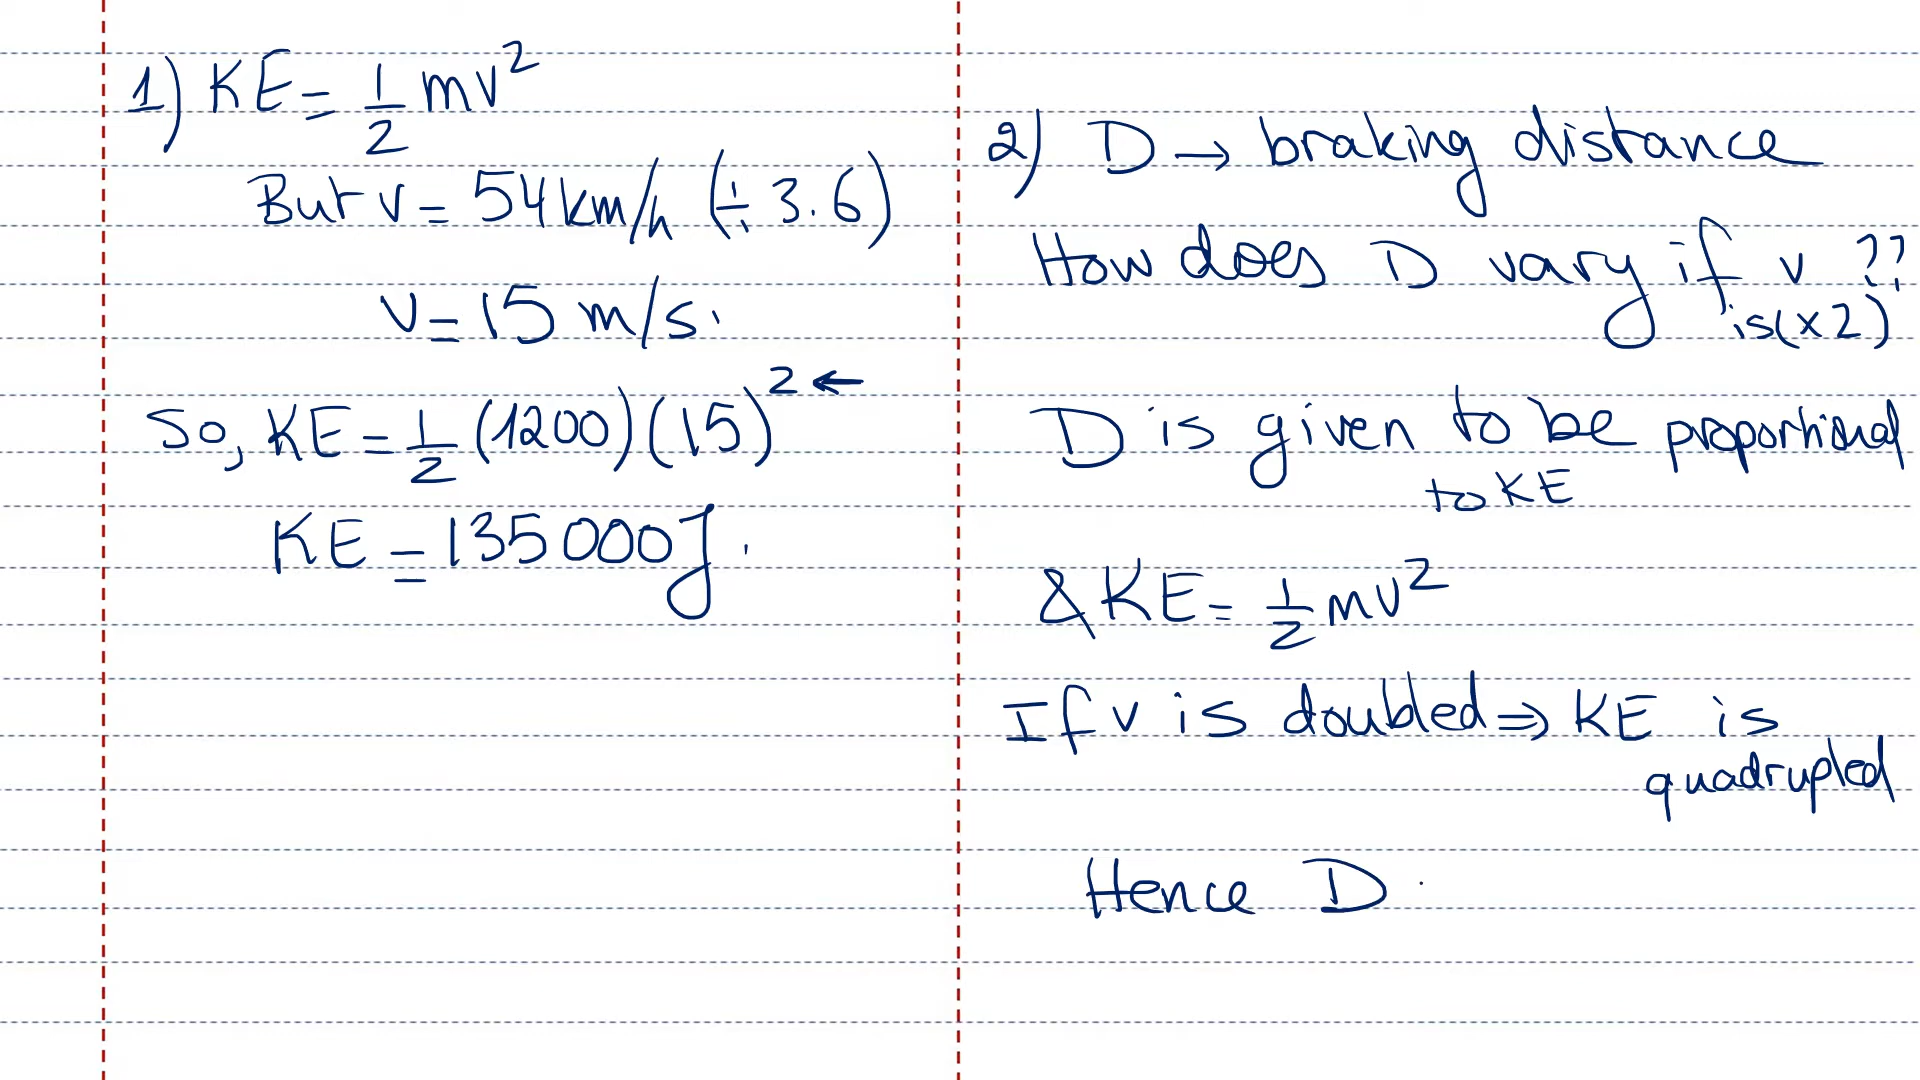 1) KE = 1/2 mv²
But v = 54 km/h (÷ 3.6)
v = 15 m/s.
So, KE = 1/2 (1200) (15)² ←
KE = 135 000 J.
2) D → braking distance
How does D vary if v ??
is (x 2)
D is given to be proportional
to KE
& KE = 1/2 mv²
If v is doubled ⇒ KE is
quadrupled
Hence D